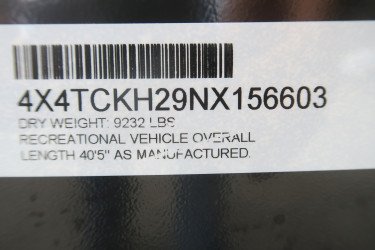 4X4TCKH29NX156603
DRY WEIGHT: 9232 LBS
RECREATIONAL VEHICLE OVERALL
LENGTH 40'5" AS MANUFACTURED.